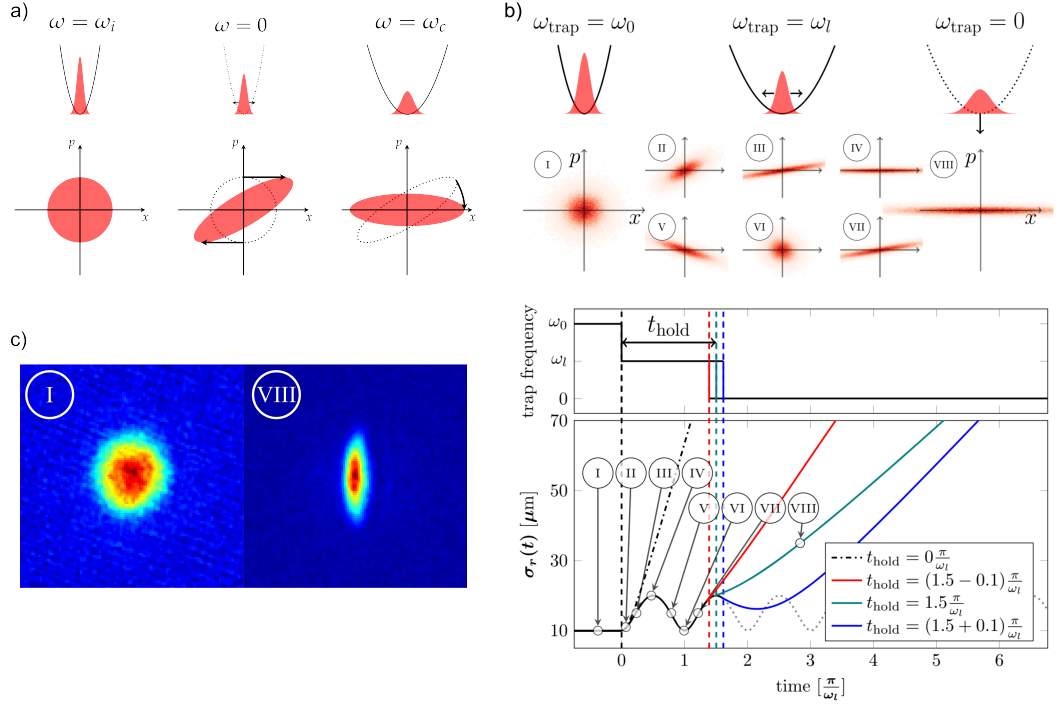 a)
ω = ω_i
ω = 0
ω = ω_c
p
x
p
x
p
x
b)
ω_trap = ω_0
ω_trap = ω_l
ω_trap = 0
I
p
x
II
III
IV
V
VI
VII
VIII
p
x
c)
I
VIII
trap frequency
ω_0
ω_l
0
t_hold
σ_r(t) [μm]
70
50
30
10
I
II
III
IV
V
VI
VII
VIII
t_hold = 0 π/ω_l
t_hold = (1.5 − 0.1) π/ω_l
t_hold = 1.5 π/ω_l
t_hold = (1.5 + 0.1) π/ω_l
0 1 2 3 4 5 6
time [π/ω_l]